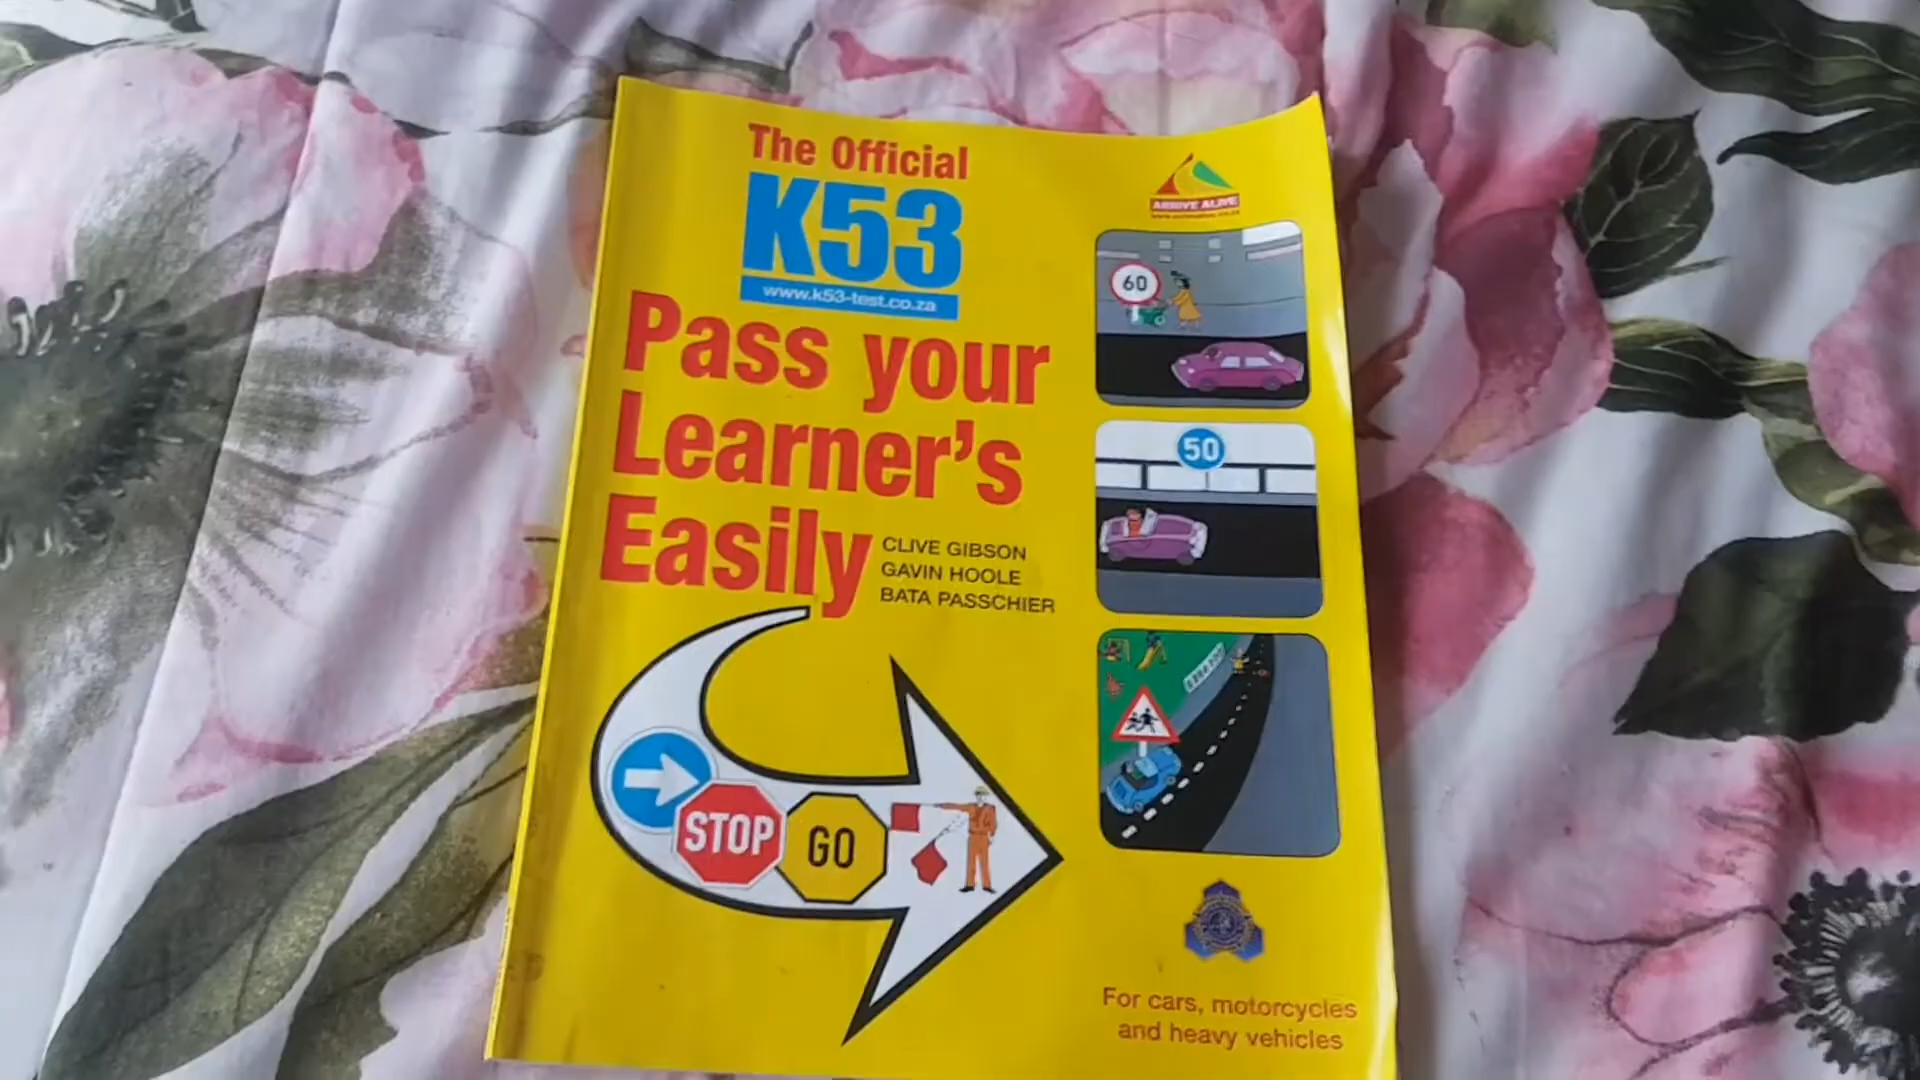 The Official
K53
www.k53-test.co.za
Pass your
Learner's
Easily
CLIVE GIBSON
GAVIN HOOLE
BATA PASSCHIER
STOP
GO
ARRIVE ALIVE
60
50
For cars, motorcycles
and heavy vehicles